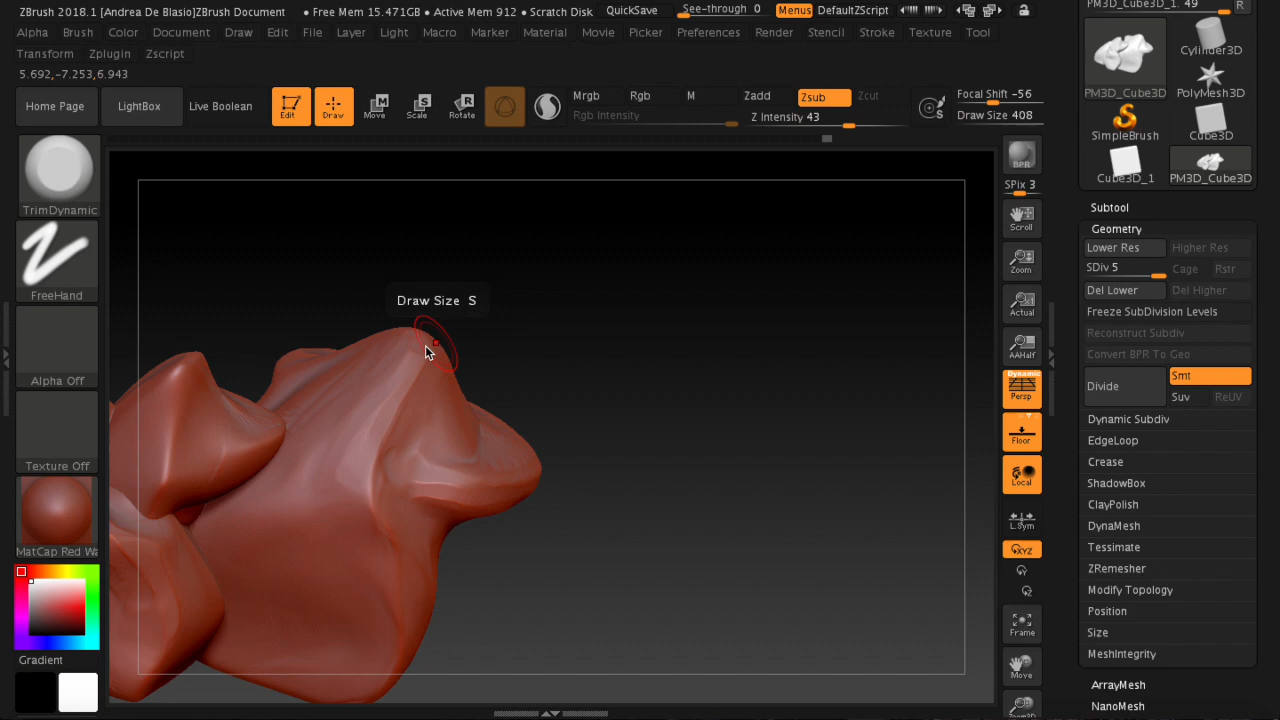 ZBrush 2018.1 [Andrea De Blasio]ZBrush Document
• Free Mem 15.471GB • Active Mem 912 • Scratch Disk
QuickSave
See-through 0
Menus
DefaultZScript
PM3D_Cube3D_1. 49
R
Alpha
Brush
Color
Document
Draw
Edit
File
Layer
Light
Macro
Marker
Material
Movie
Picker
Preferences
Render
Stencil
Stroke
Texture
Tool
Transform
Zplugin
Zscript
5.692,-7.253,6.943
Home Page
LightBox
Live Boolean
Edit
Draw
Move
Scale
Rotate
Mrgb
Rgb
M
Rgb Intensity
Zadd
Zsub
Zcut
Z Intensity 43
S
Focal Shift -56
Draw Size 408
TrimDynamic
FreeHand
Alpha Off
Texture Off
MatCap Red Wa
Gradient
Draw Size S
BPR
SPix 3
Scroll
Zoom
Actual
AAHalf
Dynamic
Persp
Floor
Local
L.Sym
XYZ
Y
Z
Frame
Move
Zoom3D
PM3D_Cube3D
Cylinder3D
PolyMesh3D
SimpleBrush
Cube3D
Cube3D_1
PM3D_Cube3D
Subtool
Geometry
Lower Res
Higher Res
SDiv 5
Cage
Rstr
Del Lower
Del Higher
Freeze SubDivision Levels
Reconstruct Subdiv
Convert BPR To Geo
Divide
Smt
Suv
ReUV
Dynamic Subdiv
EdgeLoop
Crease
ShadowBox
ClayPolish
DynaMesh
Tessimate
ZRemesher
Modify Topology
Position
Size
MeshIntegrity
ArrayMesh
NanoMesh